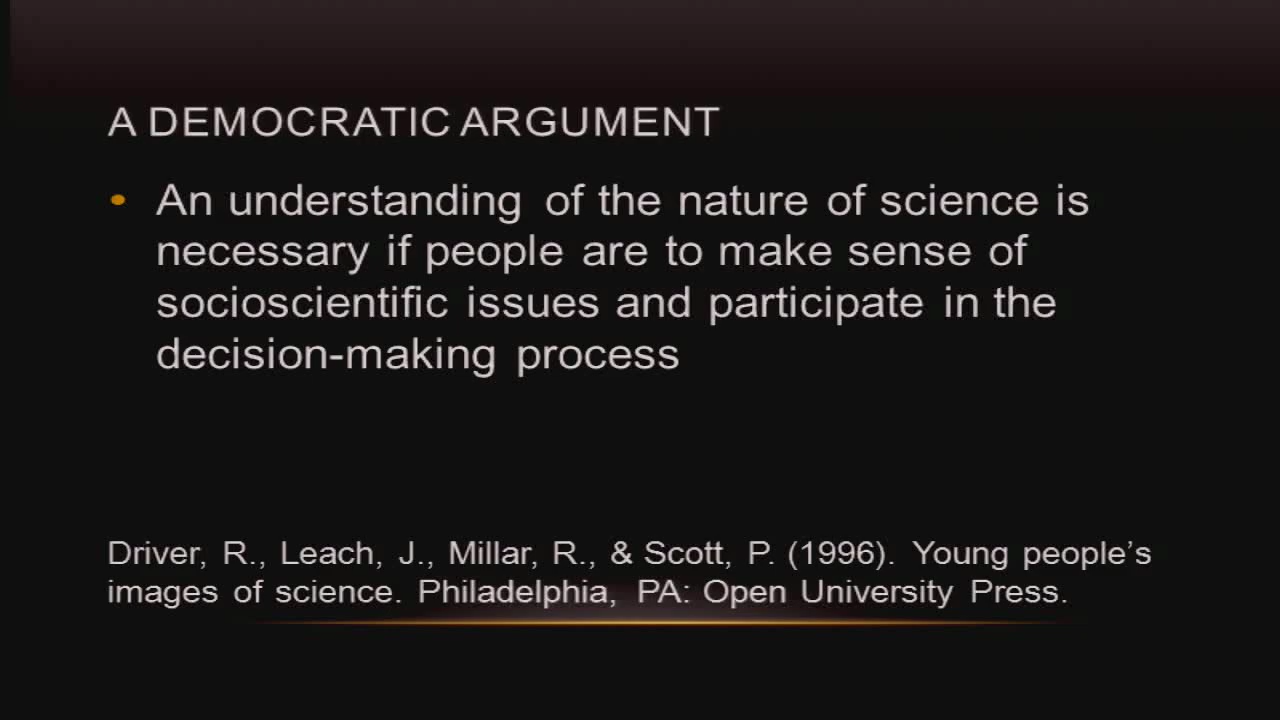 A DEMOCRATIC ARGUMENT
• An understanding of the nature of science is
necessary if people are to make sense of
socioscientific issues and participate in the
decision-making process
Driver, R., Leach, J., Millar, R., & Scott, P. (1996). Young people’s
images of science. Philadelphia, PA: Open University Press.